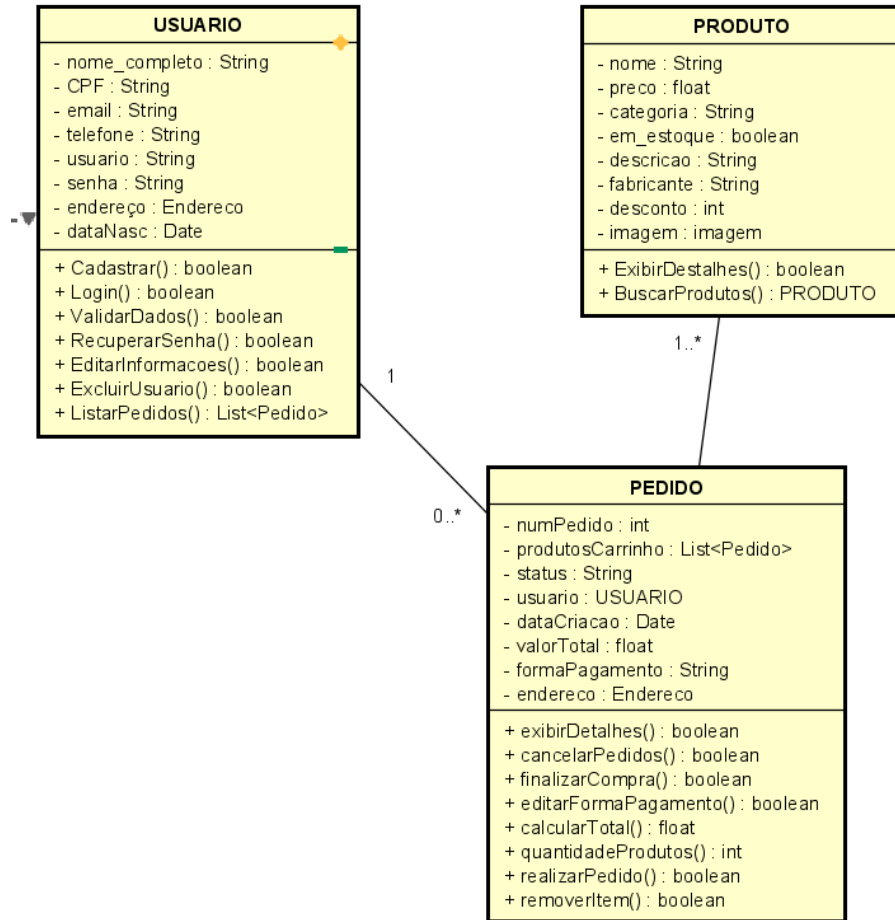 USUARIO
- nome_completo : String
- CPF : String
- email : String
- telefone : String
- usuario : String
- senha : String
- endereço : Endereco
- dataNasc : Date
+ Cadastrar() : boolean
+ Login() : boolean
+ ValidarDados() : boolean
+ RecuperarSenha() : boolean
+ EditarInformacoes() : boolean
+ ExcluirUsuario() : boolean
+ ListarPedidos() : List<Pedido>
PRODUTO
- nome : String
- preco : float
- categoria : String
- em_estoque : boolean
- descricao : String
- fabricante : String
- desconto : int
- imagem : imagem
+ ExibirDestalhes() : boolean
+ BuscarProdutos() : PRODUTO
1..*
1
0..*
PEDIDO
- numPedido : int
- produtosCarrinho : List<Pedido>
- status : String
- usuario : USUARIO
- dataCriacao : Date
- valorTotal : float
- formaPagamento : String
- endereco : Endereco
+ exibirDetalhes() : boolean
+ cancelarPedidos() : boolean
+ finalizarCompra() : boolean
+ editarFormaPagamento() : boolean
+ calcularTotal() : float
+ quantidadeProdutos() : int
+ realizarPedido() : boolean
+ removerItem() : boolean